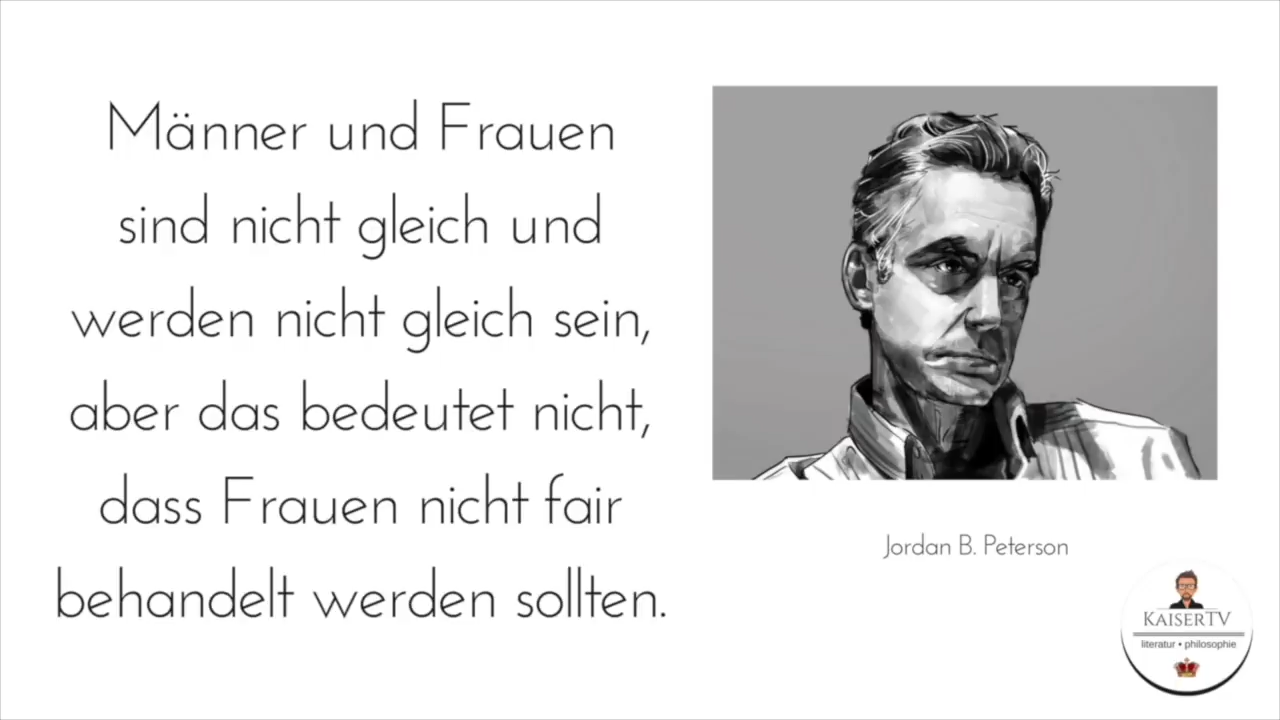 Männer und Frauen
sind nicht gleich und
werden nicht gleich sein,
aber das bedeutet nicht,
dass Frauen nicht fair
behandelt werden sollten.
Jordan B. Peterson
KAISERTV
literatur • philosophie